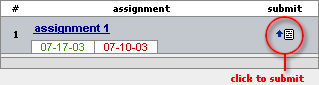 # assignment submit
1 assignment 1
07-17-03 07-10-03
click to submit